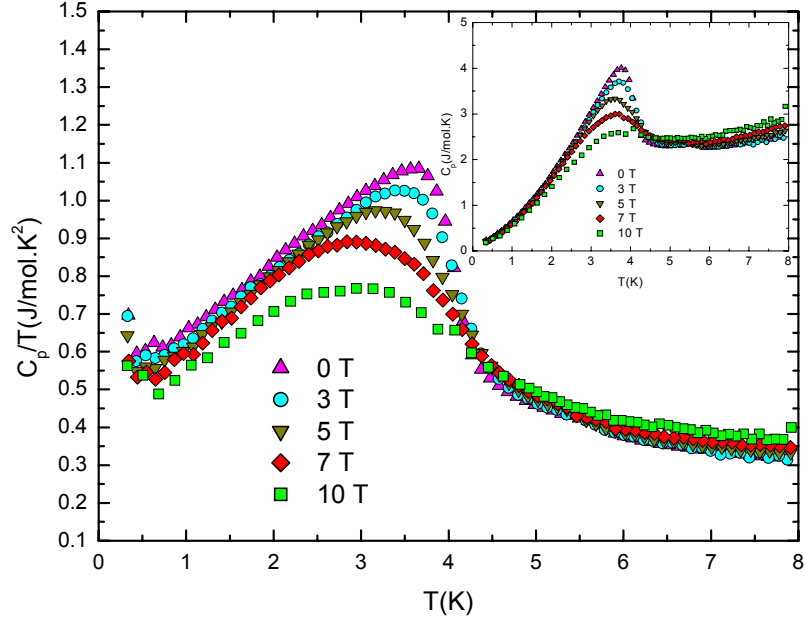 1.5
1.4
1.3
1.2
1.1
1.0
0.9
0.8
0.7
0.6
0.5
0.4
0.3
0.2
0.1
C_p/T(J/mol.K²)
0 1 2 3 4 5 6 7 8
T(K)
0 T
3 T
5 T
7 T
10 T
5
4
3
2
1
0
C_p(J/mol.K)
0 1 2 3 4 5 6 7 8
T(K)
0 T
3 T
5 T
7 T
10 T